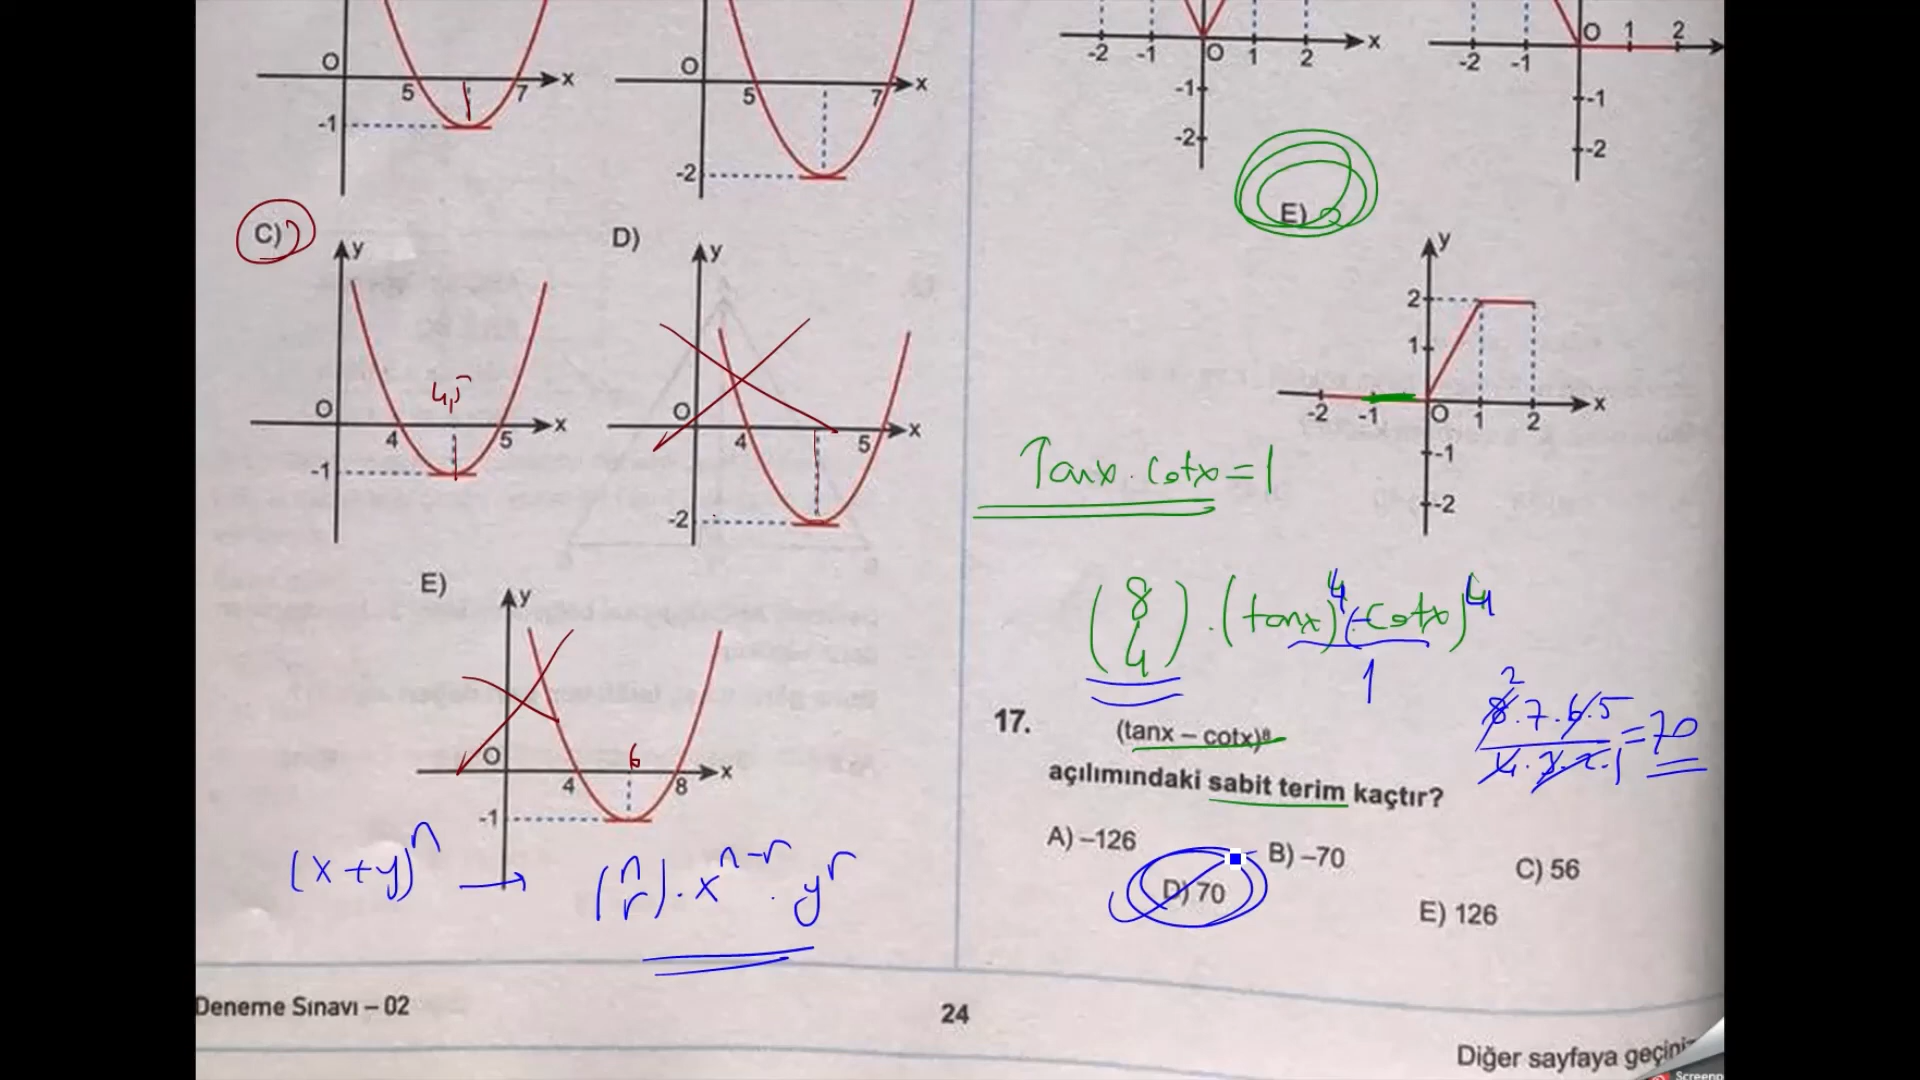 O
x
5
7
-1
O
x
5
7
-2
C)
y
4,5
O
x
4
5
-1
D)
y
O
x
4
5
-2
E)
y
6
O
x
4
8
-1
(x+y)^n → (n r) . x^n-r . y^r
-2 -1 O 1 2 x
-1
-2
O 1 2
-2 -1
-1
-2
E)
y
2
1
-2 -1 O 1 2 x
-1
-2
Tanx . Cotx = 1
(8 4) . (tanx)^4 (-Cotx)^4
1
17. (tanx – cotx)⁸
açılımındaki sabit terim kaçtır?
2
8.7.6.5 = 70
4.3.2.1
A) –126
B) –70
C) 56
D) 70
E) 126
Deneme Sınavı – 02
24
Diğer sayfaya